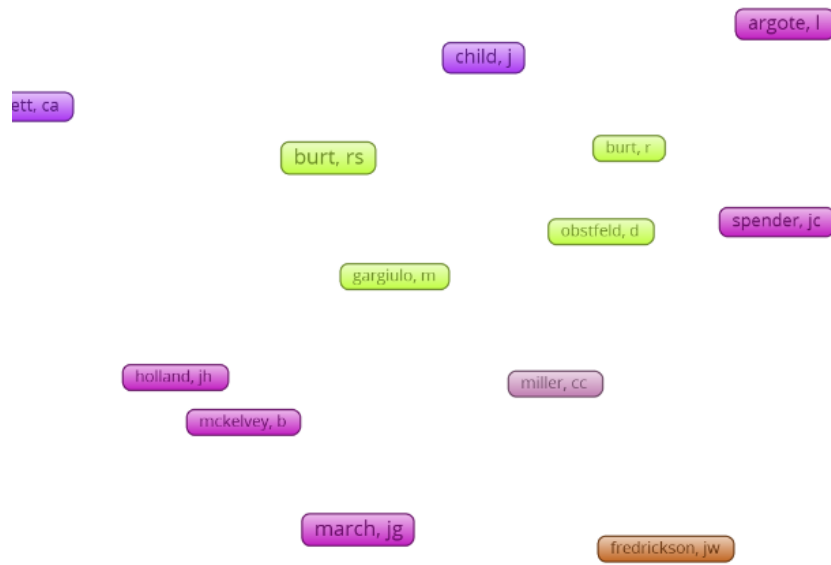 argote, l
child, j
ett, ca
burt, rs
burt, r
spender, jc
obstfeld, d
gargiulo, m
holland, jh
miller, cc
mckelvey, b
march, jg
fredrickson, jw